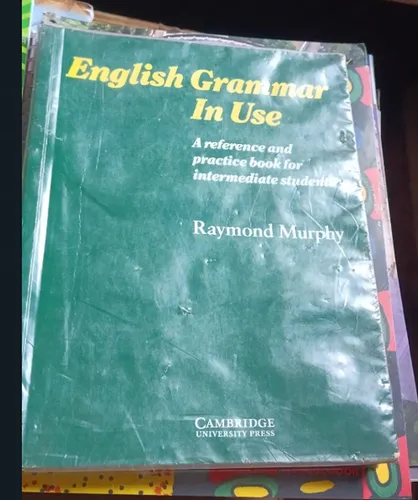 English Grammar
In Use
A reference and
practice book for
intermediate students
Raymond Murphy
CAMBRIDGE
UNIVERSITY PRESS